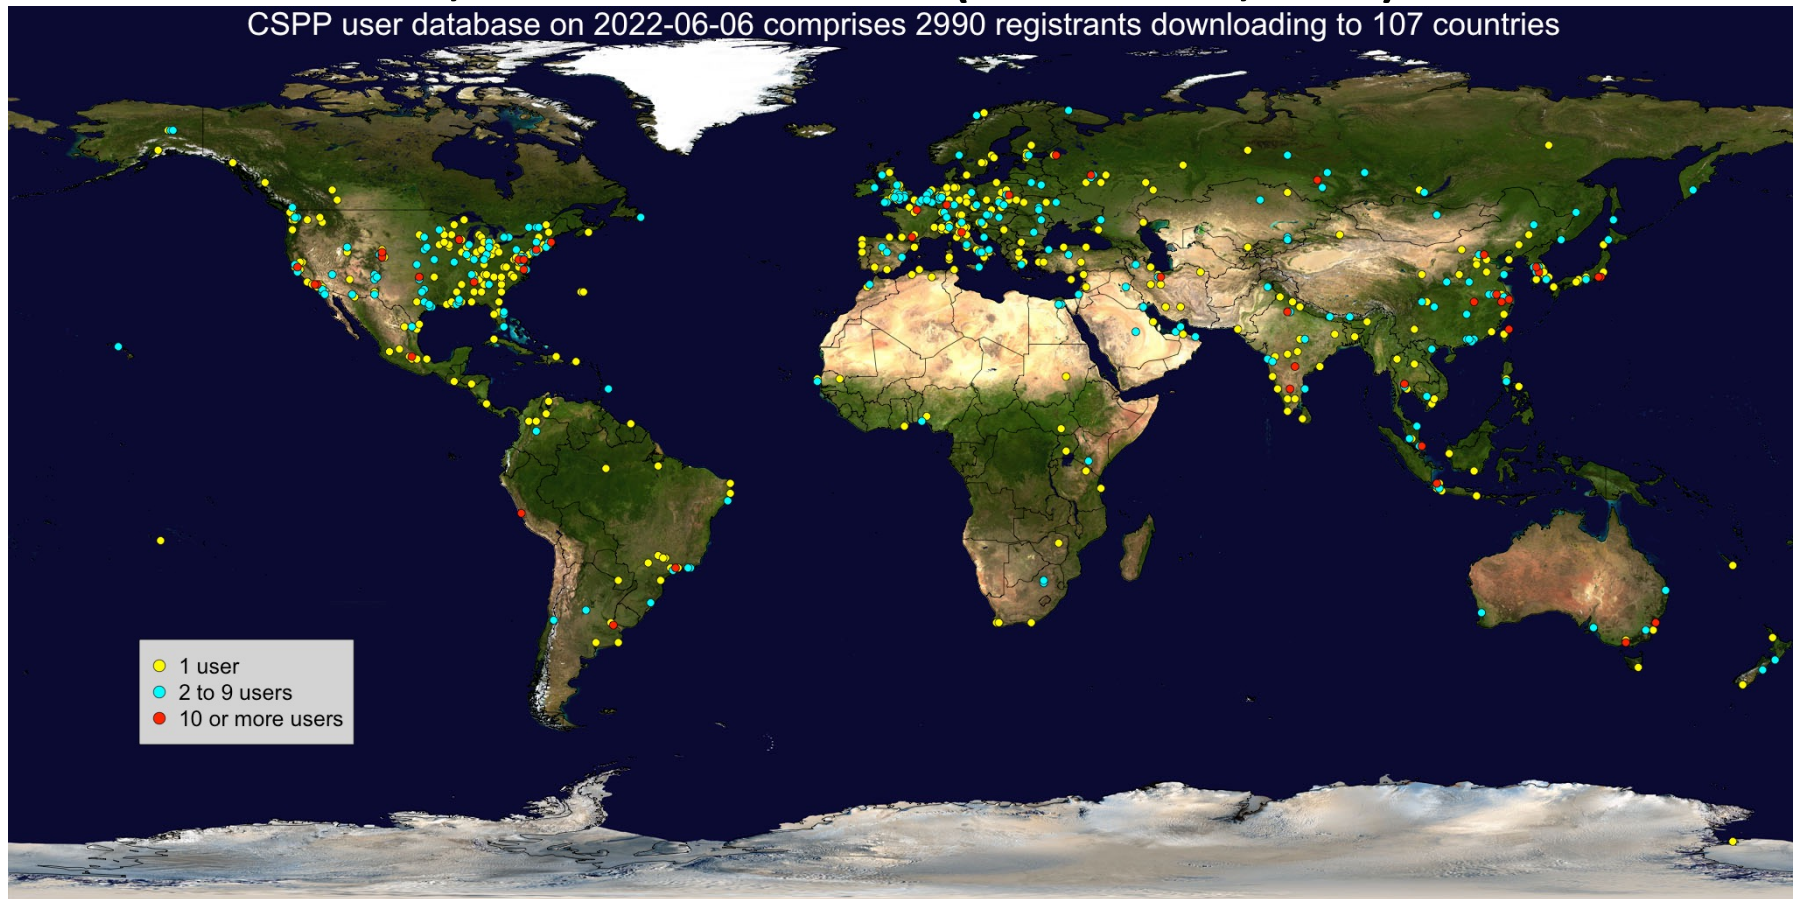 CSPP user database on 2022-06-06 comprises 2990 registrants downloading to 107 countries
1 user
2 to 9 users
10 or more users